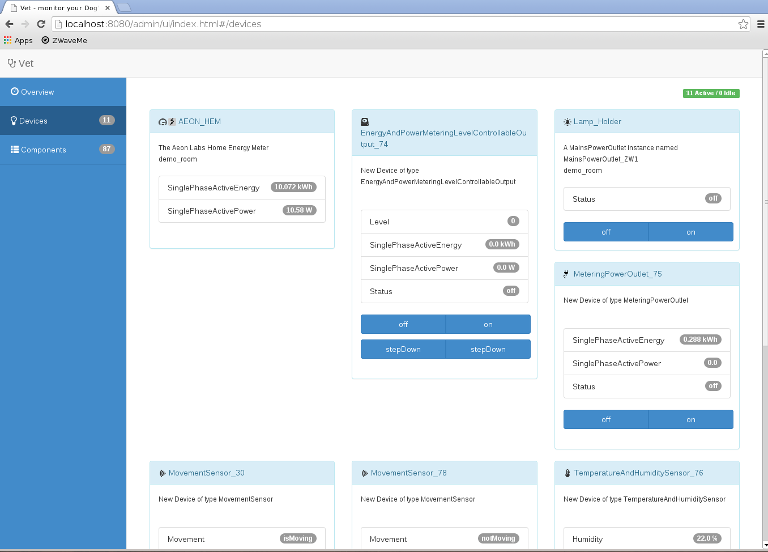 Vet - monitor your Dog
localhost:8080/admin/u/index.html#/devices
Apps ZWaveMe
Vet
Overview
Devices 11
Components 87
11 Active / 0 Idle
AEON_HEM
The Aeon Labs Home Energy Meter
demo_room
SinglePhaseActiveEnergy 10.072 kWh
SinglePhaseActivePower 10.58 W
EnergyAndPowerMeteringLevelControllableOu
tput_74
New Device of type
EnergyAndPowerMeteringLevelControllableOutput
Level 0
SinglePhaseActiveEnergy 0.0 kWh
SinglePhaseActivePower 0.0 W
Status off
off on
stepDown stepDown
Lamp_Holder
A MainsPowerOutlet instance named
MainsPowerOutlet_ZW1
demo_room
Status off
off on
MeteringPowerOutlet_75
New Device of type MeteringPowerOutlet
SinglePhaseActiveEnergy 0.288 kWh
SinglePhaseActivePower 0.0
Status off
off on
MovementSensor_30
New Device of type MovementSensor
Movement isMoving
MovementSensor_78
New Device of type MovementSensor
Movement notMoving
TemperatureAndHumiditySensor_76
New Device of type TemperatureAndHumiditySensor
Humidity 22.0 %